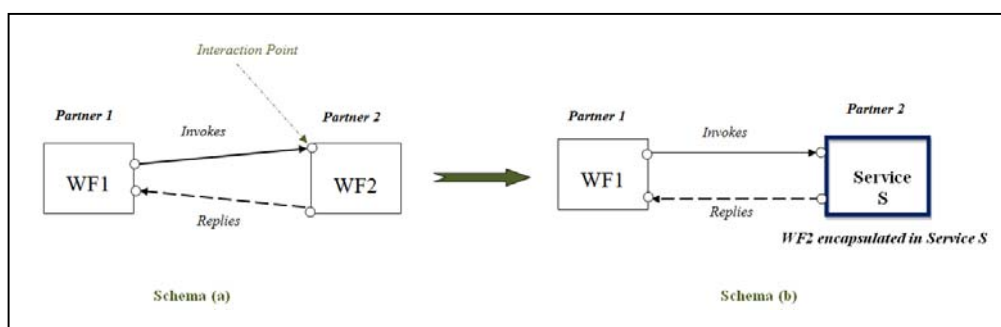 Interaction Point
Partner 1
Partner 2
Invokes
WF1
WF2
Replies
Schema (a)
Partner 1
Partner 2
Invokes
WF1
Service
S
Replies
WF2 encapsulated in Service S
Schema (b)